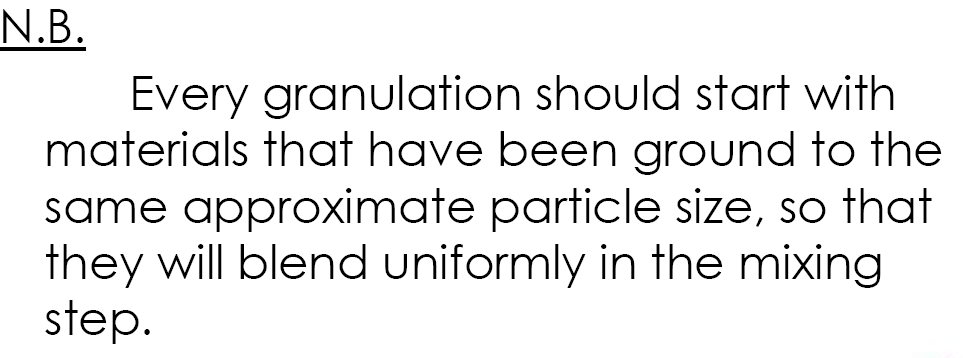 N.B.
Every granulation should start with
materials that have been ground to the
same approximate particle size, so that
they will blend uniformly in the mixing
step.